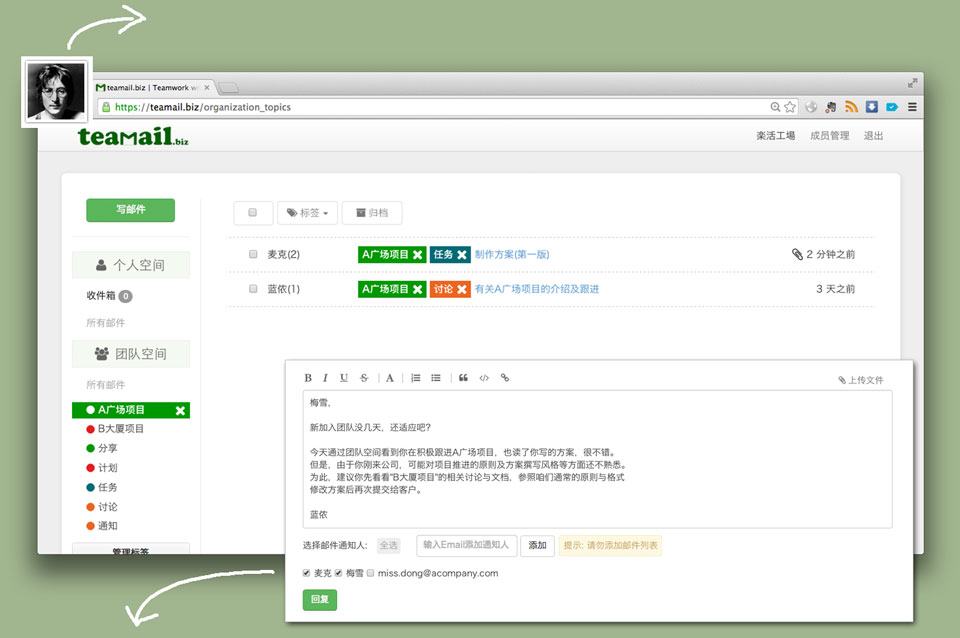 teamail.biz | Teamwork w
https://teamail.biz/organization_topics
teamail.biz
楽活工場 成员管理 退出
写邮件
标签 归档
麦克(2) A广场项目 任务 制作方案(第一版) 2 分钟之前
蓝侬(1) A广场项目 讨论 有关A广场项目的介绍及跟进 3 天之前
个人空间
收件箱 0
所有邮件
团队空间
所有邮件
A广场项目
B大厦项目
分享
计划
任务
讨论
通知
管理标签
B I U S A
上传文件
梅雪，
新加入团队没几天，还适应吧？
今天通过团队空间看到你在积极跟进A广场项目，也读了你写的方案，很不错。
但是，由于你刚来公司，可能对项目推进的原则及方案撰写风格等方面还不熟悉。
为此，建议你先看看"B大厦项目"的相关讨论与文档，参照咱们通常的原则与格式
修改方案后再次提交给客户。
蓝侬
选择邮件通知人: 全选 输入Email添加通知人 添加 提示: 请勿添加邮件列表
麦克 梅雪 miss.dong@acompany.com
回复